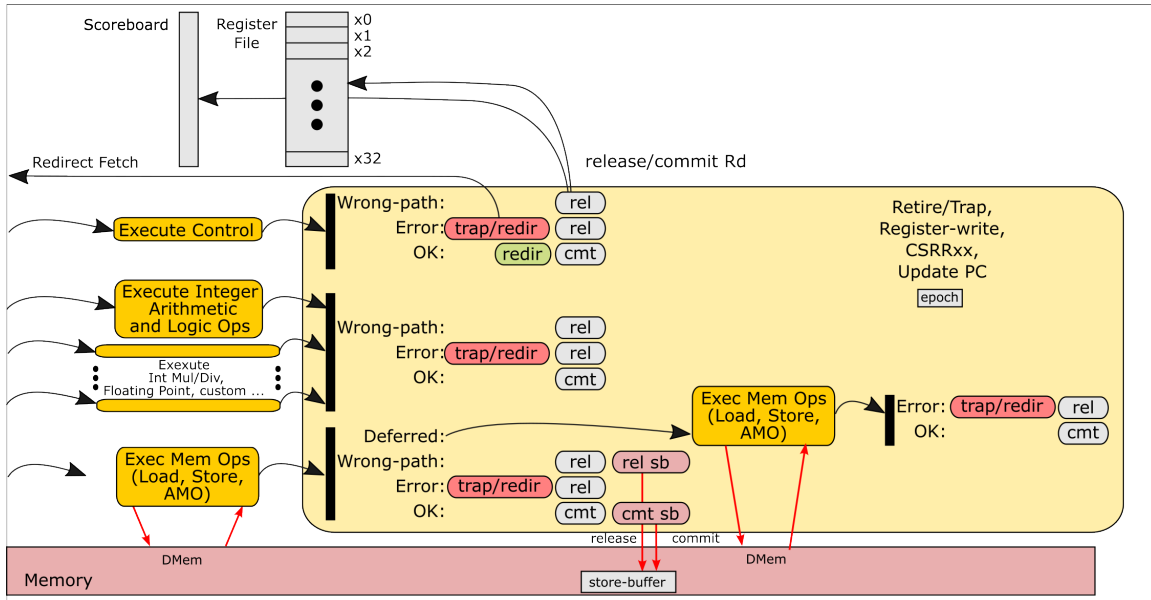 Scoreboard
Register
File
x0
x1
x2
x32
Redirect Fetch
release/commit Rd
Execute Control
Wrong-path: rel
Error: trap/redir rel
OK: redir cmt
Retire/Trap,
Register-write,
CSRRxx,
Update PC
epoch
Execute Integer
Arithmetic
and Logic Ops
Exexute
Int Mul/Div,
Floating Point, custom ...
Wrong-path: rel
Error: trap/redir rel
OK: cmt
Exec Mem Ops
(Load, Store,
AMO)
Error: trap/redir rel
OK: cmt
Exec Mem Ops
(Load, Store,
AMO)
Deferred:
Wrong-path: rel rel sb
Error: trap/redir rel
OK: cmt cmt sb
release commit
DMem
DMem
Memory
store-buffer